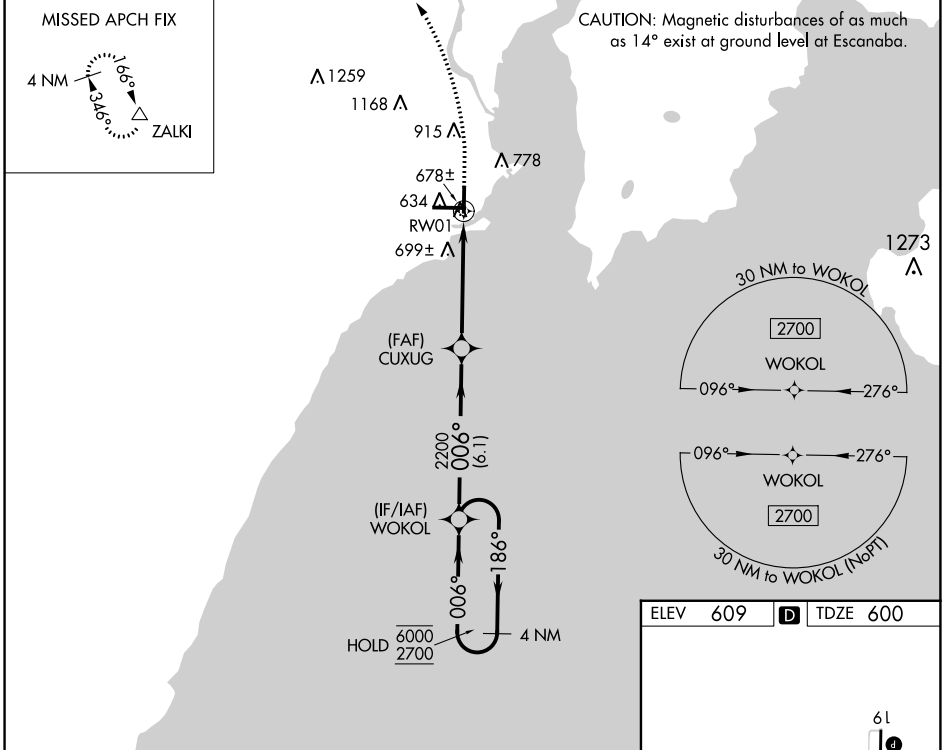 MISSED APCH FIX
4 NM
166°
346°
ZALKI
CAUTION: Magnetic disturbances of as much
as 14° exist at ground level at Escanaba.
1259
1168
915
778
678±
634
RW01
699±
1273
(FAF)
CUXUG
2200
006°
(6.1)
(IF/IAF)
WOKOL
186°
006°
HOLD
6000
2700
4 NM
30 NM to WOKOL
2700
WOKOL
096°
276°
096°
276°
WOKOL
2700
30 NM to WOKOL (NoPT)
ELEV 609
D
TDZE 600
19
P